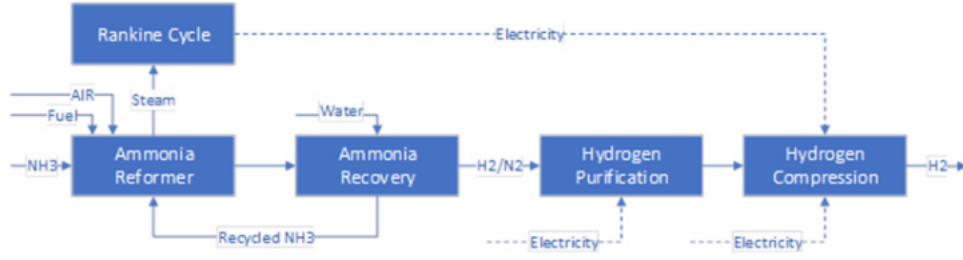 Rankine Cycle
Electricity
AIR
Steam
Water
Fuel
NH3
Ammonia
Reformer
Ammonia
Recovery
H2/N2
Hydrogen
Purification
Hydrogen
Compression
H2
Recycled NH3
Electricity
Electricity